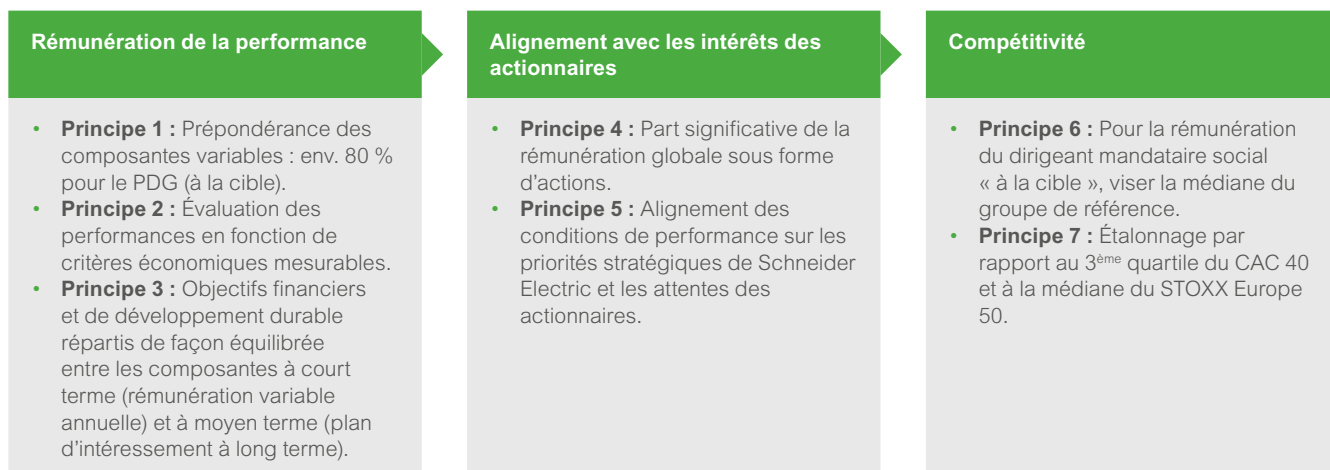 Rémunération de la performance
• Principe 1 : Prépondérance des
composantes variables : env. 80 %
pour le PDG (à la cible).
• Principe 2 : Évaluation des
performances en fonction de
critères économiques mesurables.
• Principe 3 : Objectifs financiers
et de développement durable
répartis de façon équilibrée
entre les composantes à court
terme (rémunération variable
annuelle) et à moyen terme (plan
d'intéressement à long terme).
Alignement avec les intérêts des
actionnaires
• Principe 4 : Part significative de la
rémunération globale sous forme
d'actions.
• Principe 5 : Alignement des
conditions de performance sur les
priorités stratégiques de Schneider
Electric et les attentes des
actionnaires.
Compétitivité
• Principe 6 : Pour la rémunération
du dirigeant mandataire social
« à la cible », viser la médiane du
groupe de référence.
• Principe 7 : Étalonnage par
rapport au 3ème quartile du CAC 40
et à la médiane du STOXX Europe
50.